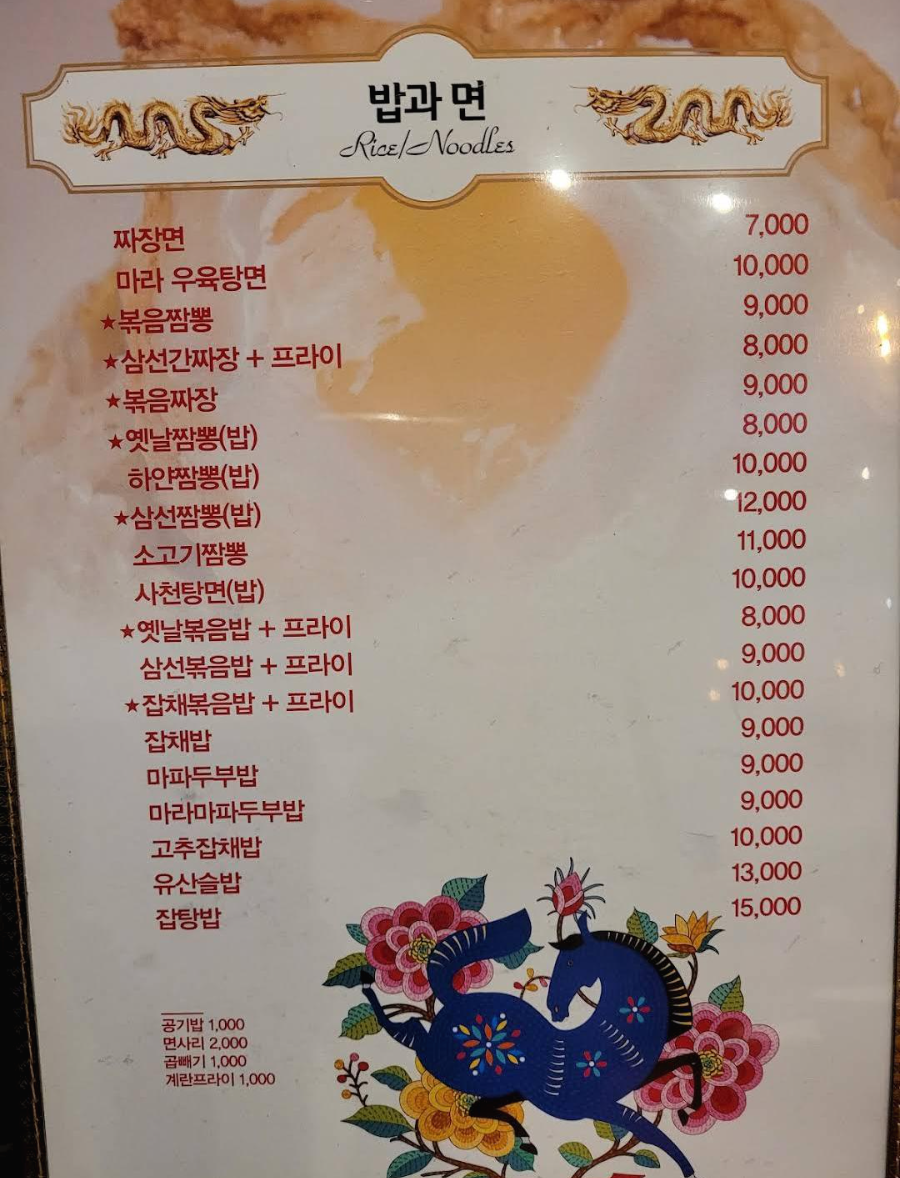 밥과 면
Rice/Noodles
짜장면 7,000
마라 우육탕면 10,000
★볶음짬뽕 9,000
★삼선간짜장 + 프라이 8,000
★볶음짜장 9,000
★옛날짬뽕(밥) 8,000
하얀짬뽕(밥) 10,000
★삼선짬뽕(밥) 12,000
소고기짬뽕 11,000
사천탕면(밥) 10,000
★옛날볶음밥 + 프라이 8,000
삼선볶음밥 + 프라이 9,000
★잡채볶음밥 + 프라이 10,000
잡채밥 9,000
마파두부밥 9,000
마라마파두부밥 9,000
고추잡채밥 10,000
유산슬밥 13,000
잡탕밥 15,000
공기밥 1,000
면사리 2,000
곱빼기 1,000
계란프라이 1,000